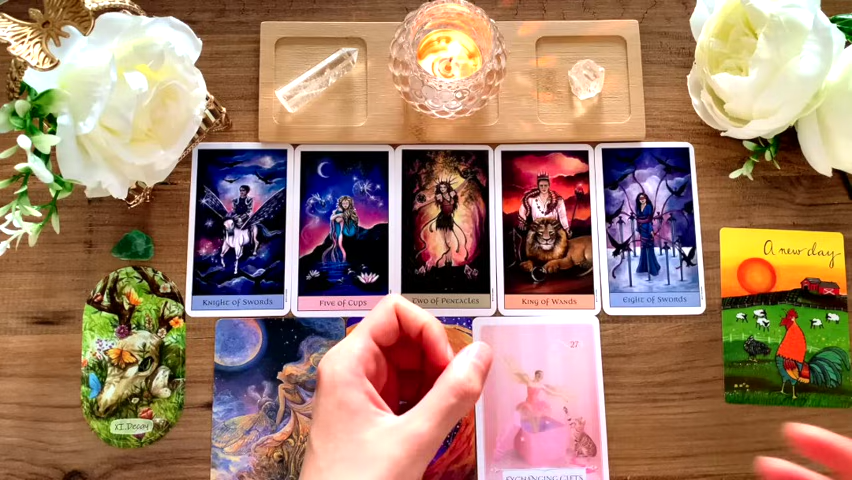 KNIGHT OF SWORDS
FIVE OF CUPS
TWO OF PENTACLES
KING OF WANDS
EIGHT OF SWORDS
A new day
XI. Decay
27
EXCHANGING GIFTS